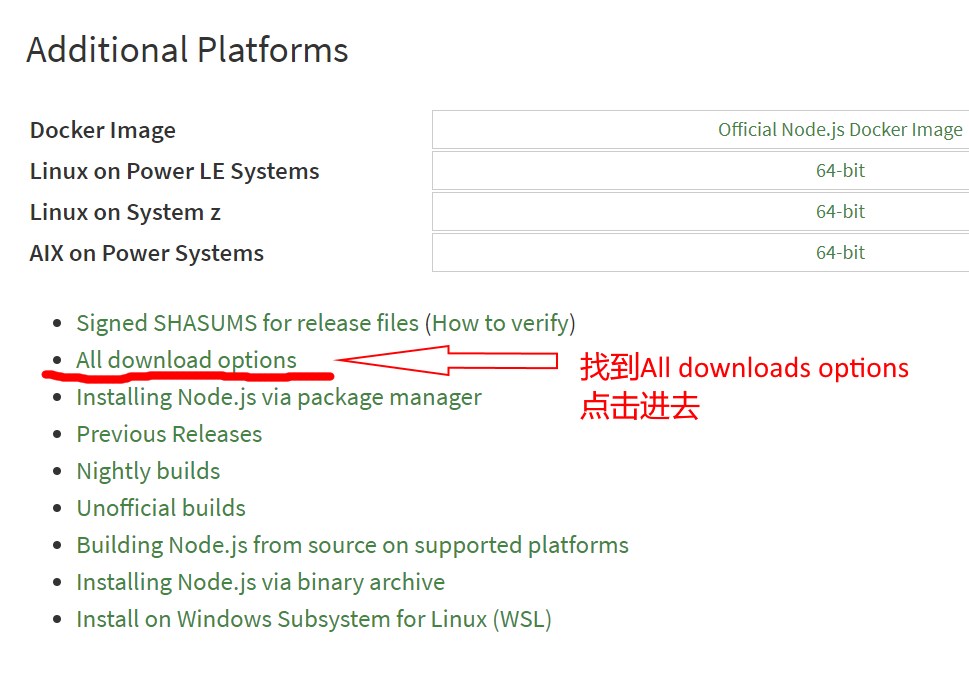 Additional Platforms
Docker Image Official Node.js Docker Image
Linux on Power LE Systems 64-bit
Linux on System z 64-bit
AIX on Power Systems 64-bit
Signed SHASUMS for release files (How to verify)
All download options
找到All downloads options
点击进去
Installing Node.js via package manager
Previous Releases
Nightly builds
Unofficial builds
Building Node.js from source on supported platforms
Installing Node.js via binary archive
Install on Windows Subsystem for Linux (WSL)